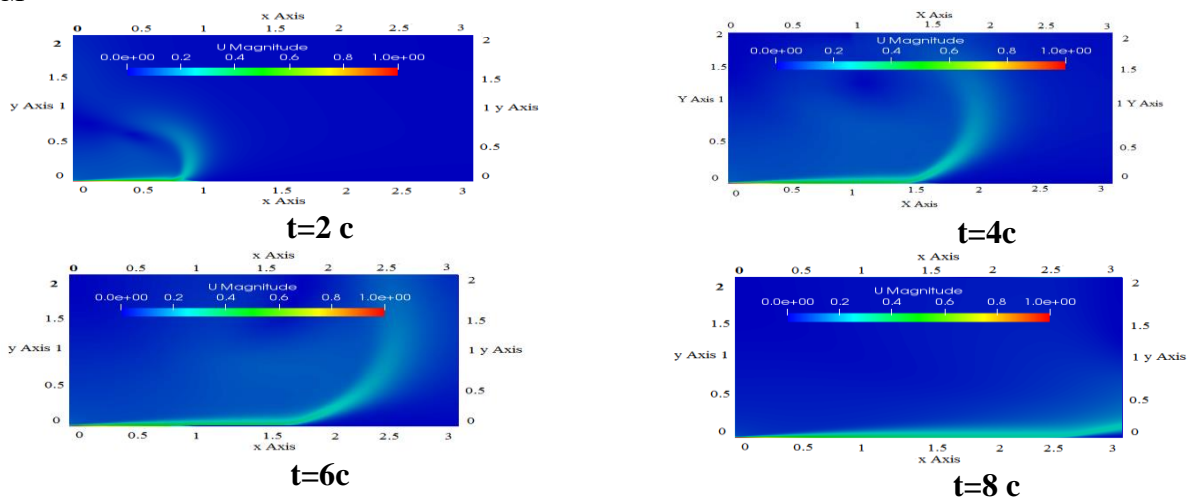 x Axis
0 0.5 1 1.5 2 2.5 3
2 U Magnitude 2
0.0e+00 0.2 0.4 0.6 0.8 1.0e+00
1.5 1.5
y Axis 1 1 y Axis
0.5 0.5
0 0
0 0.5 1 1.5 2 2.5 3
x Axis
t=2 c
X Axis
0 0.5 1 1.5 2 2.5 3
2 U Magnitude 2
0.0e+00 0.2 0.4 0.6 0.8 1.0e+00
1.5 1.5
Y Axis 1 1 Y Axis
0.5 0.5
0 0
0 0.5 1 1.5 2 2.5 3
X Axis
t=4c
x Axis
0 0.5 1 1.5 2 2.5 3
2 U Magnitude 2
0.0e+00 0.2 0.4 0.6 0.8 1.0e+00
1.5 1.5
y Axis 1 1 y Axis
0.5 0.5
0 0
0 0.5 1 1.5 2 2.5 3
x Axis
t=6c
x Axis
0 0.5 1 1.5 2 2.5 3
2 U Magnitude 2
0.0e+00 0.2 0.4 0.6 0.8 1.0e+00
1.5 1.5
y Axis 1 1 y Axis
0.5 0.5
0 0
0 0.5 1 1.5 2 2.5 3
x Axis
t=8 c